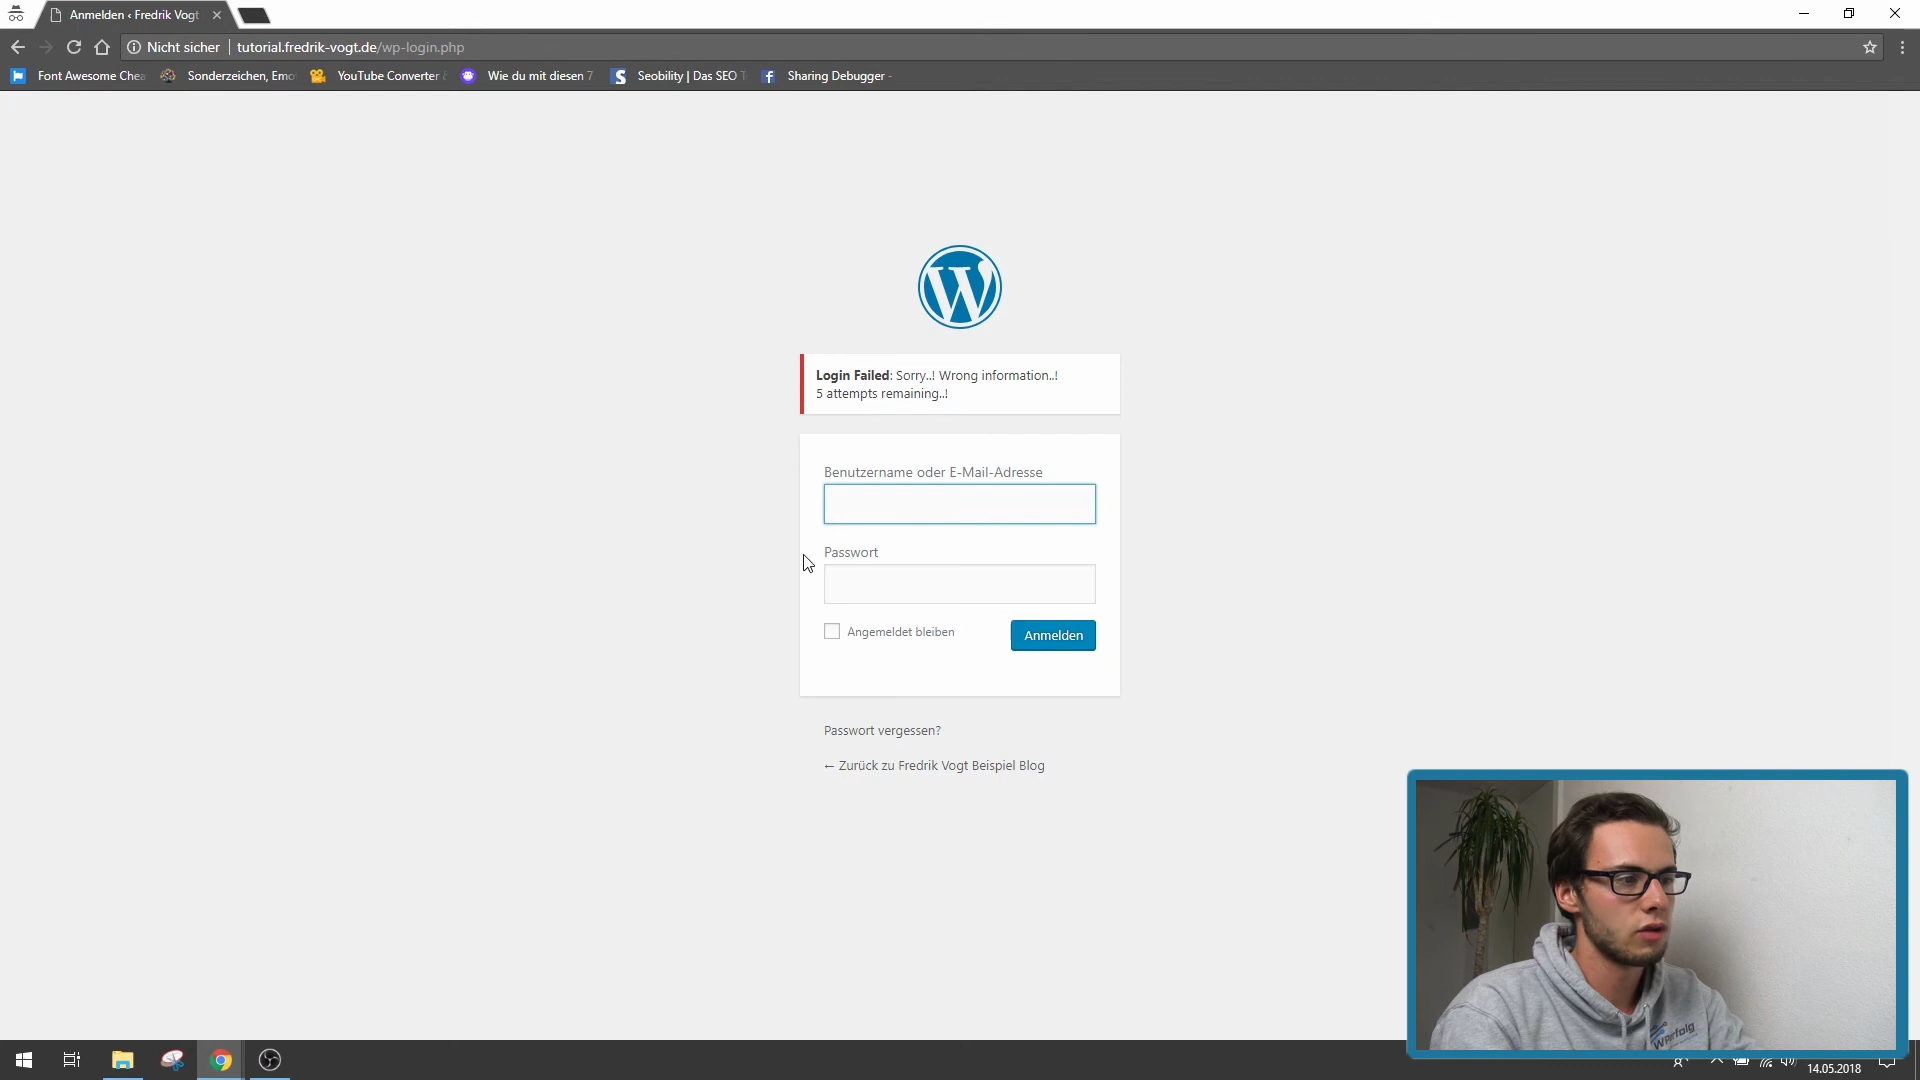 Anmelden ‹ Fredrik Vogt
Nicht sicher
tutorial.fredrik-vogt.de/wp-login.php
Font Awesome Chea
Sonderzeichen, Emo
YouTube Converter
Wie du mit diesen 7
Seobility | Das SEO T
Sharing Debugger -
Login Failed: Sorry..! Wrong information..!
5 attempts remaining..!
Benutzername oder E-Mail-Adresse
Passwort
Angemeldet bleiben
Anmelden
Passwort vergessen?
← Zurück zu Fredrik Vogt Beispiel Blog
WPerfolg
14.05.2018